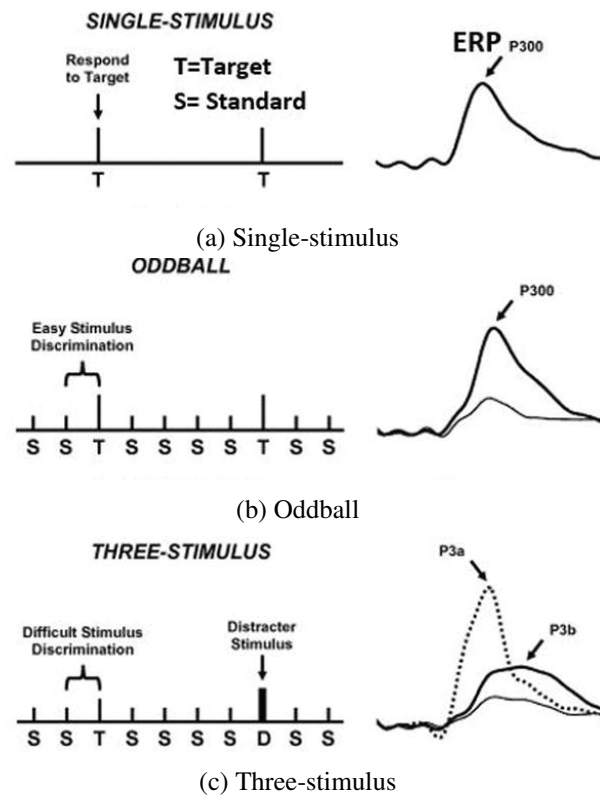 SINGLE-STIMULUS
Respond
to Target
T=Target
S= Standard
T T
ERP P300
(a) Single-stimulus
ODDBALL
Easy Stimulus
Discrimination
S S T S S S S T S S
P300
(b) Oddball
THREE-STIMULUS
Difficult Stimulus
Discrimination
Distracter
Stimulus
S S T S S S S D S S
P3a
P3b
(c) Three-stimulus